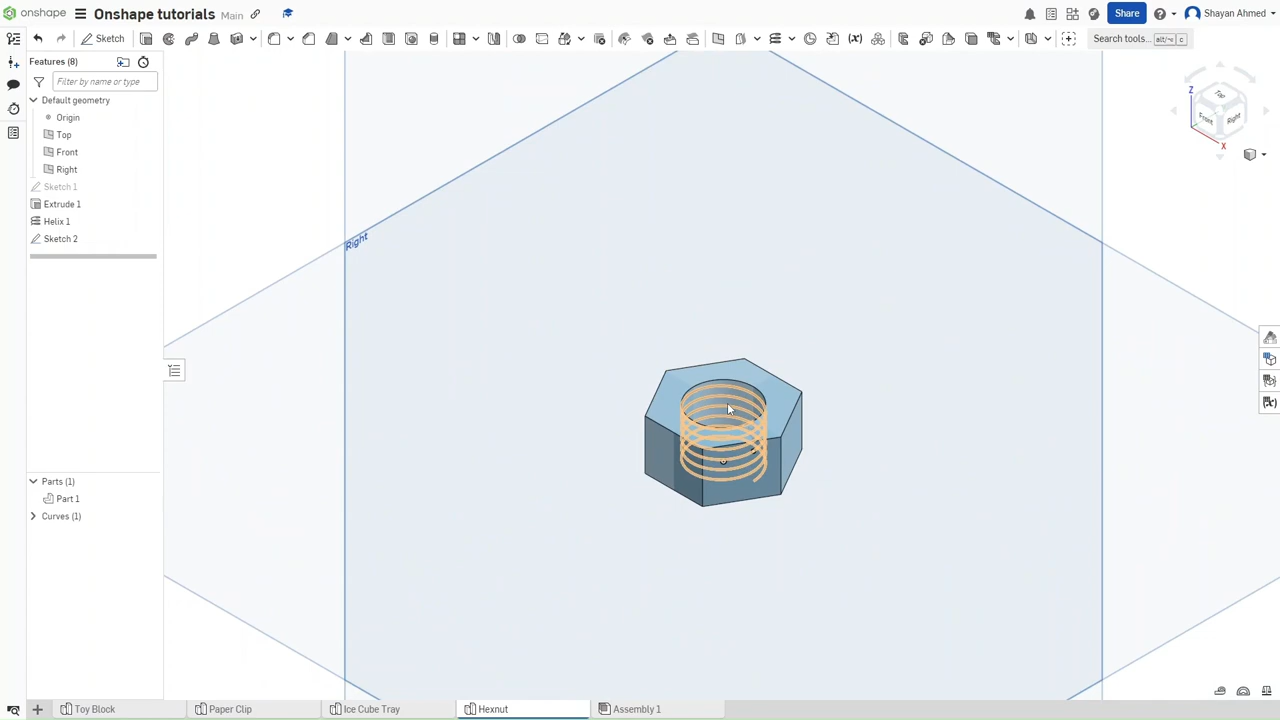 onshape
Onshape tutorials
Main
Share
Shayan Ahmed
Sketch
Search tools...
alt/⌥
c
Features (8)
Filter by name or type
Default geometry
Origin
Top
Front
Right
Sketch 1
Extrude 1
Helix 1
Sketch 2
Parts (1)
Part 1
Curves (1)
Right
Z
Top
Front
Right
X
Toy Block
Paper Clip
Ice Cube Tray
Hexnut
Assembly 1